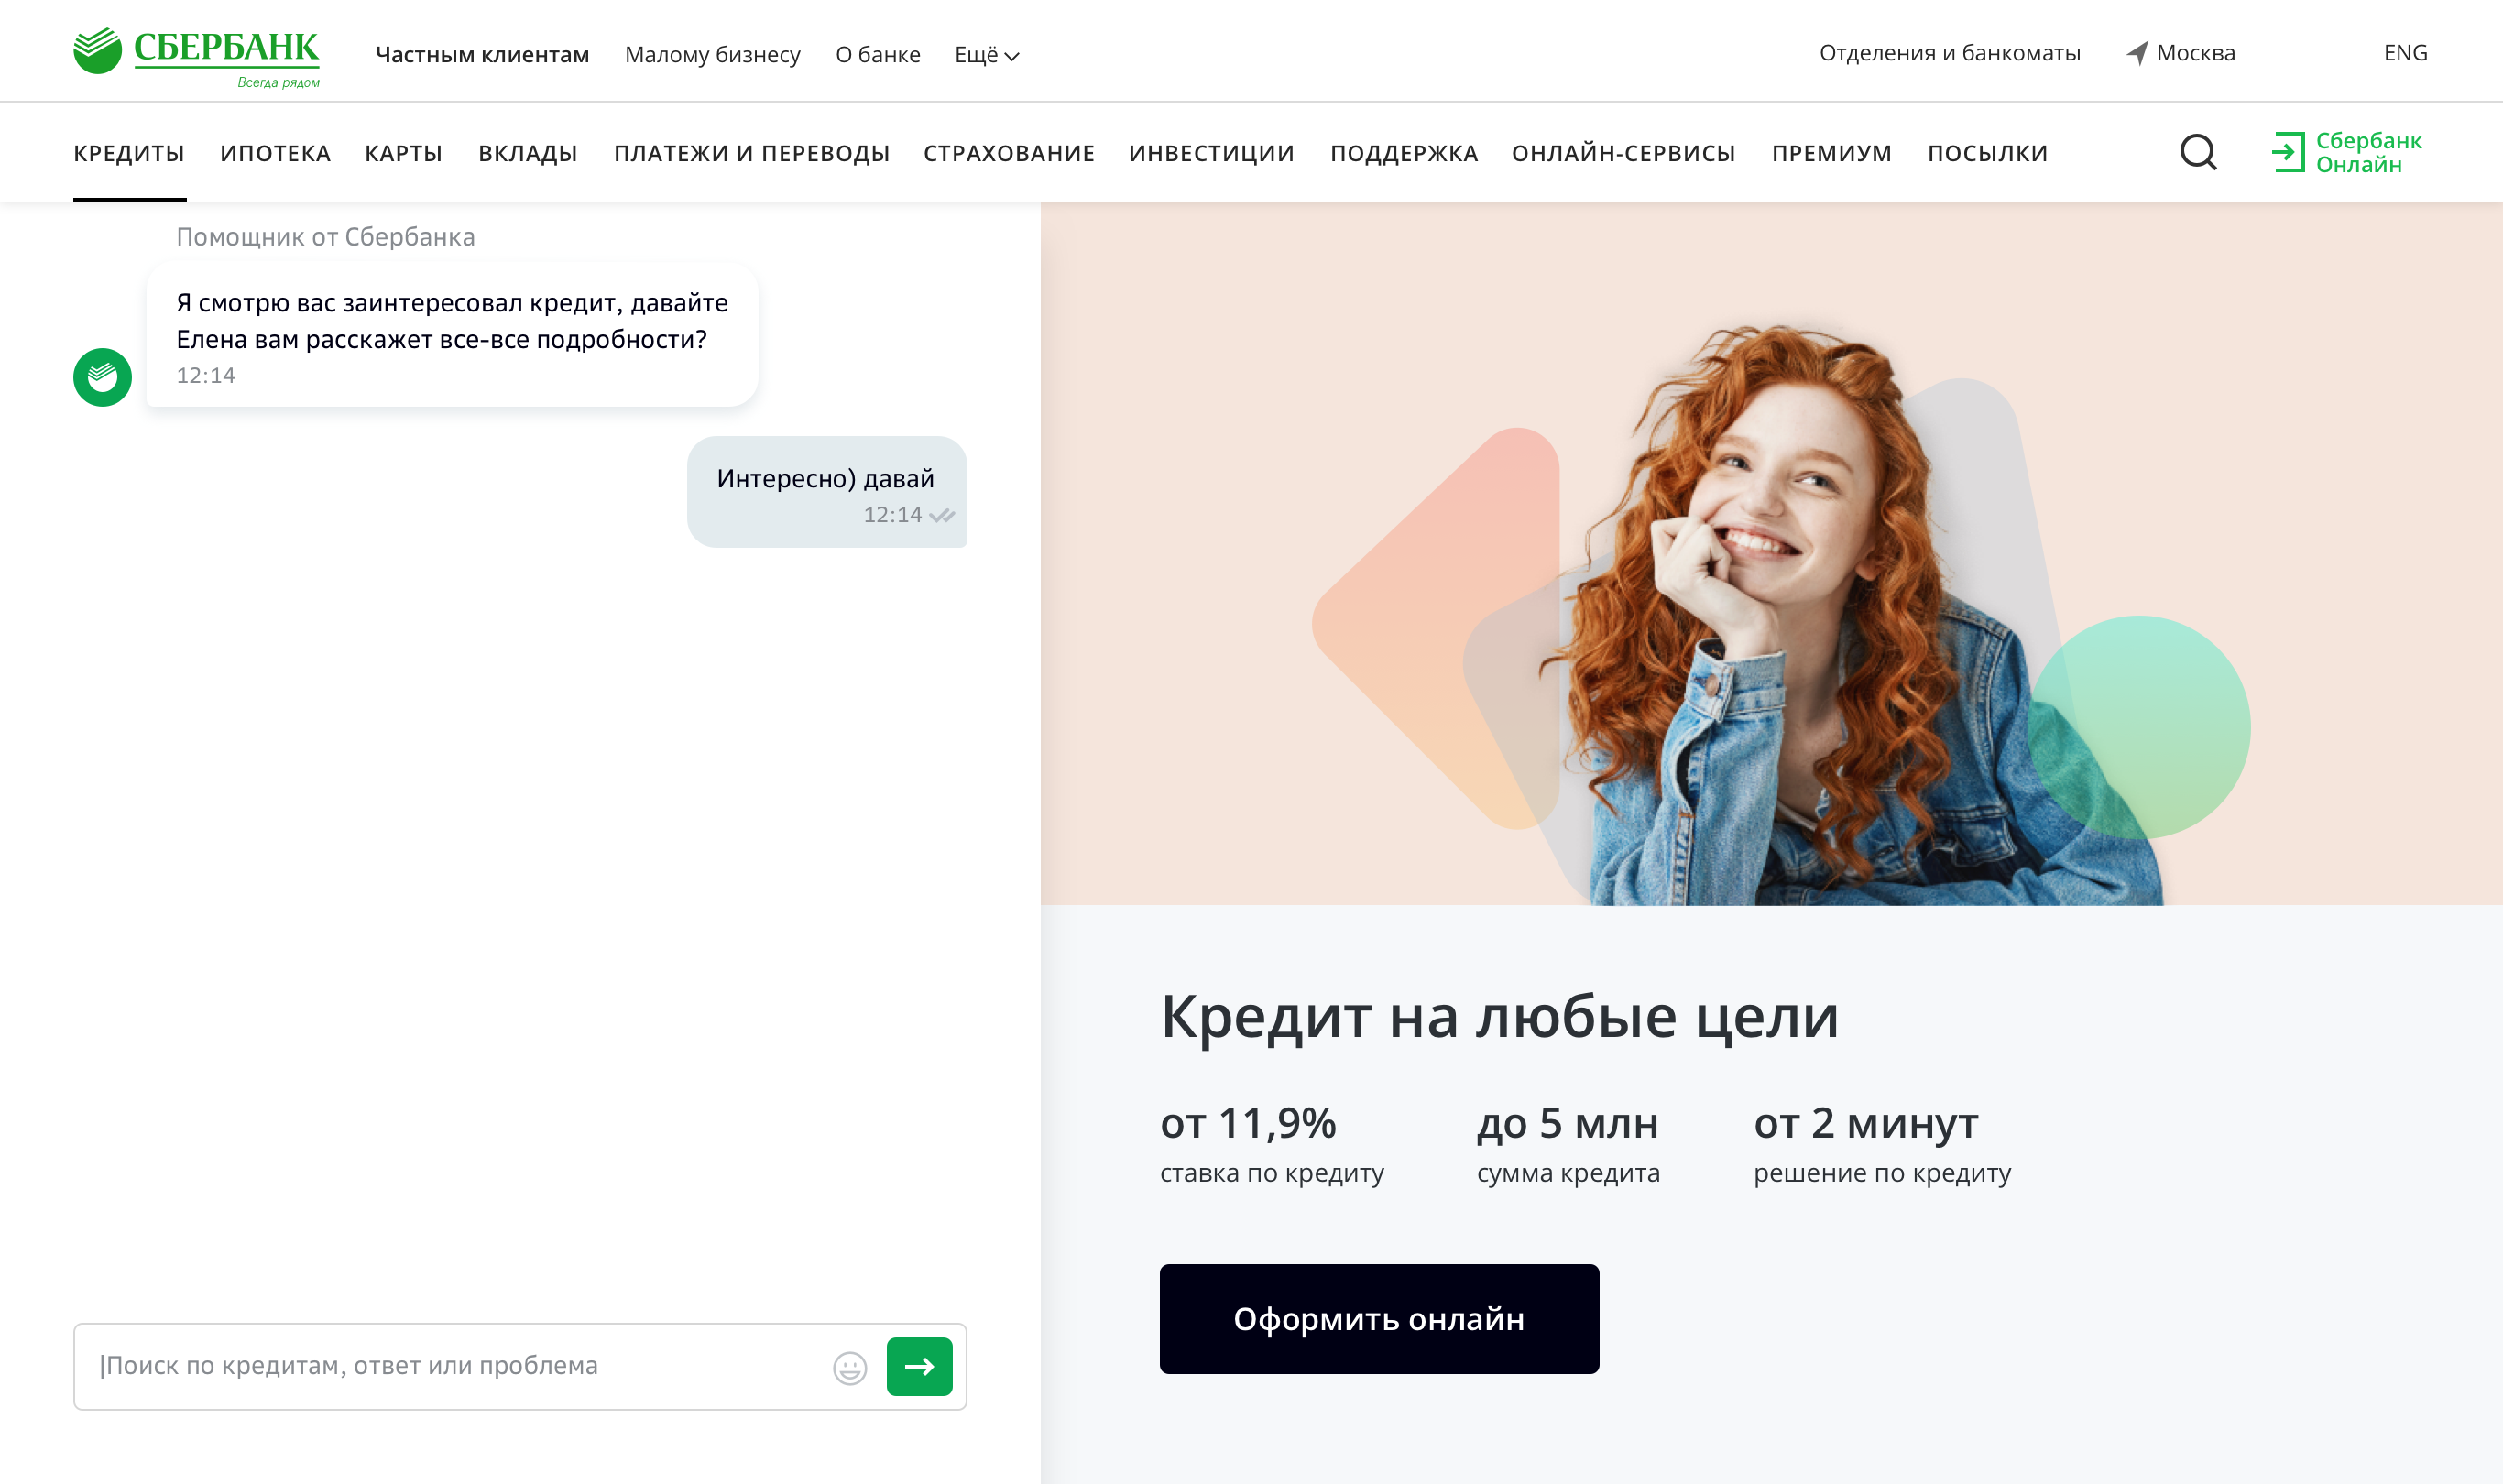 СБЕРБАНК
Всегда рядом
Частным клиентам Малому бизнесу О банке Ещё
Отделения и банкоматы Москва ENG
КРЕДИТЫ ИПОТЕКА КАРТЫ ВКЛАДЫ ПЛАТЕЖИ И ПЕРЕВОДЫ СТРАХОВАНИЕ ИНВЕСТИЦИИ ПОДДЕРЖКА ОНЛАЙН-СЕРВИСЫ ПРЕМИУМ ПОСЫЛКИ
Сбербанк
Онлайн
Помощник от Сбербанка
Я смотрю вас заинтересовал кредит, давайте
Елена вам расскажет все-все подробности?
12:14
Интересно) давай
12:14
Поиск по кредитам, ответ или проблема
Кредит на любые цели
от 11,9% до 5 млн от 2 минут
ставка по кредиту сумма кредита решение по кредиту
Оформить онлайн